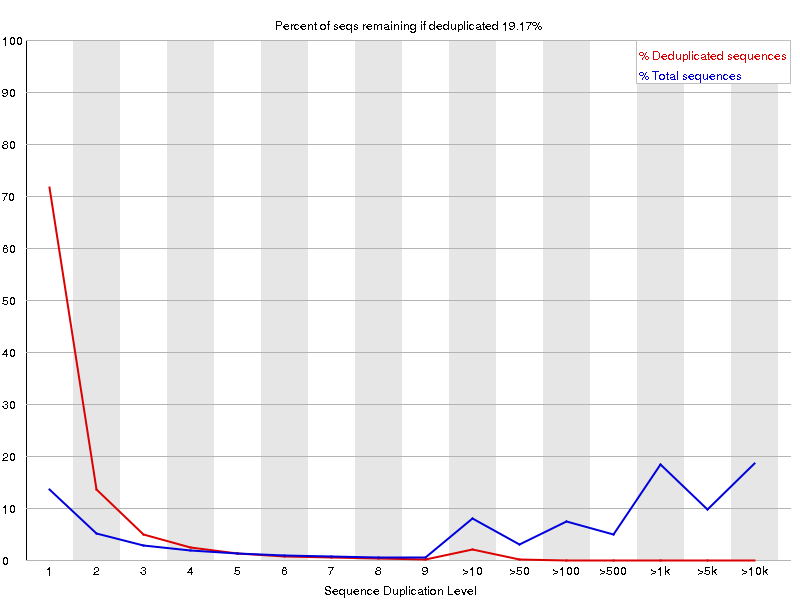 Percent of seqs remaining if deduplicated 19.17%
% Deduplicated sequences
% Total sequences
100
90
80
70
60
50
40
30
20
10
0
1 2 3 4 5 6 7 8 9 >10 >50 >100 >500 >1k >5k >10k
Sequence Duplication Level